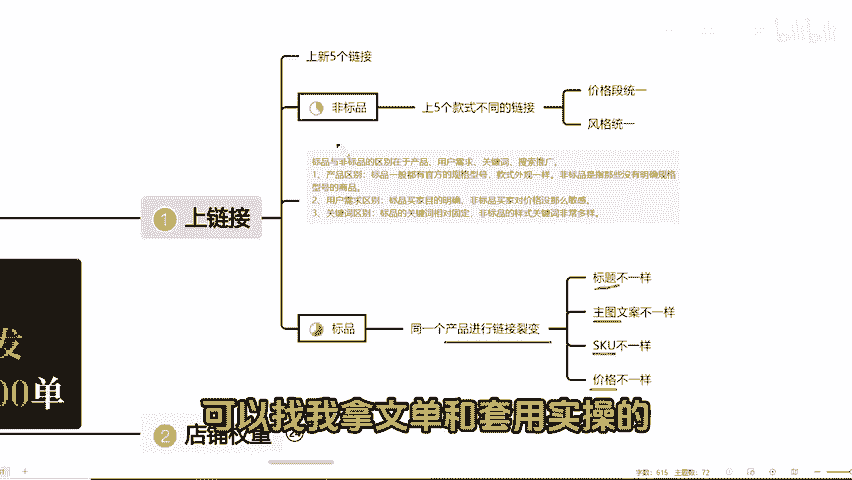 bilibili
上新5个链接
非标品
上5个款式不同的链接
价格段统一
风格统一
标品与非标品的区别在于产品、用户需求、关键词、搜索推广。
1、产品区别：标品一般都有官方的规格型号、款式外观一样。非标品是指那些没有明确规格
型号的商品。
2、用户需求区别：标品买家目的明确，非标品买家对价格没那么敏感。
3、关键词区别：标品的关键词相对固定，非标品的样式关键词非常多样。
1 上链接
标品
同一个产品进行链接裂变
标题不一样
主图文案不一样
SKU不一样
价格不一样
发
00单
可以找我拿文单和套用实操的
2 店铺权重
24
字数：615 主题数：72